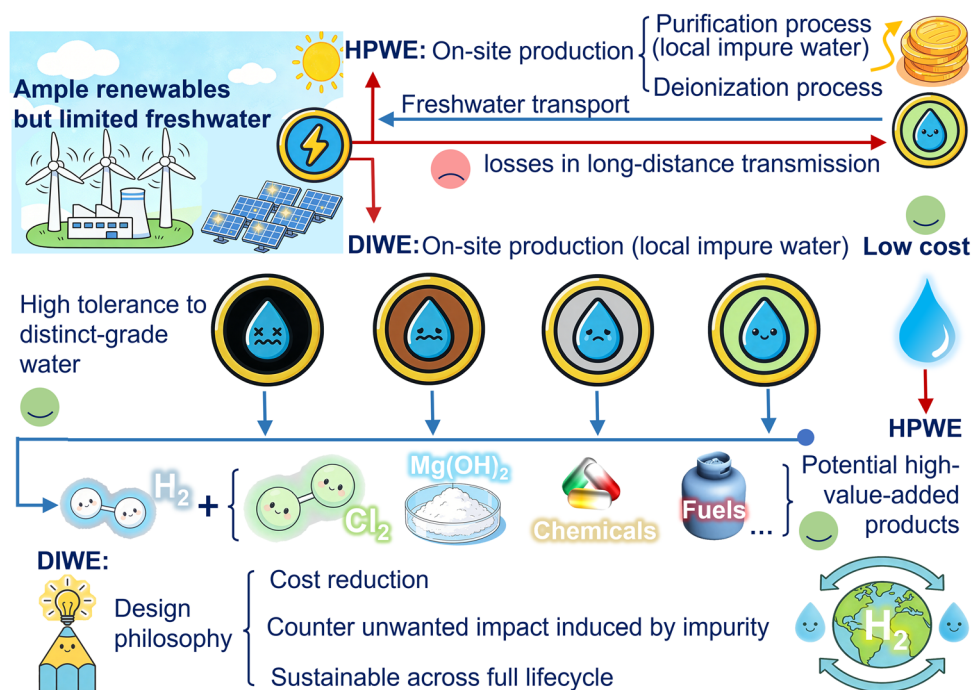 HPWE: On-site production
Purification process
(local impure water)
Deionization process
Ample renewables
but limited freshwater
Freshwater transport
losses in long-distance transmission
DIWE: On-site production (local impure water)
Low cost
High tolerance to
distinct-grade
water
HPWE
H2
+
Cl2
Mg(OH)2
Chemicals
Fuels
...
Potential high-
value-added
products
DIWE:
Design
philosophy
Cost reduction
Counter unwanted impact induced by impurity
Sustainable across full lifecycle
H2